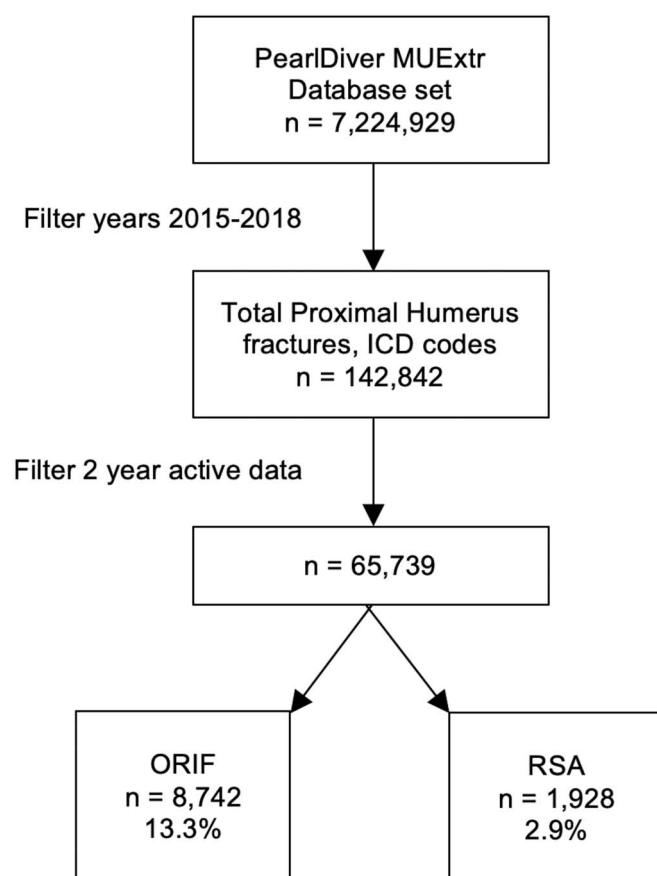 PearlDiver MUExtr
Database set
n = 7,224,929
Filter years 2015-2018
Total Proximal Humerus
fractures, ICD codes
n = 142,842
Filter 2 year active data
n = 65,739
ORIF
n = 8,742
13.3%
RSA
n = 1,928
2.9%